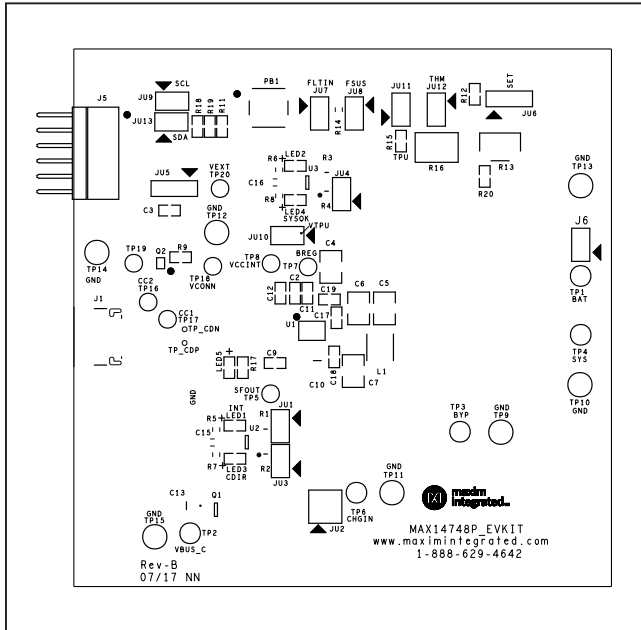 J5
SCL
JU9
JU13
SDA
R18
R19
R11
PB1
FLTIN
JU7
FSUS
JU8
R14
JU11
THM
JU12
R12
SET
JU6
R15
TPU
R16
R13
R20
LED2
R6
U3
R3
C16
JU4
R8
R4
LED4
SYSOK
JU5
VEXT
TP20
C3
GND
TP12
VTPU
JU10
GND
TP13
J6
TP1
BAT
TP14
GND
TP19
Q2
R9
TP18
VCONN
TP8
VCCINT
BREG
TP7
C4
CC2
TP16
J1
CC1
TP17
TP_CDN
TP_CDP
C12
C2
C11
C19
C17
C6
C5
U1
TP4
SYS
LED5
R17
C9
C18
C10
C7
L1
TP10
GND
GND
SFOUT
TP5
INT
LED1
R5
U2
R1
JU1
C15
R7
LED3
CDIR
R2
JU3
TP3
BYP
GND
TP9
GND
TP11
C13
Q1
GND
TP15
TP2
VBUS_C
JU2
TP6
CHGIN
maxim
integrated™
MAX14748P_EVKIT
www.maximintegrated.com
1-888-629-4642
Rev-B
07/17 NN